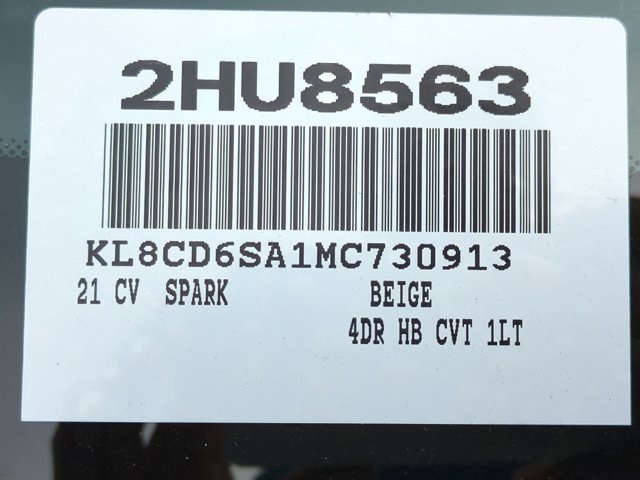 2HU8563
KL8CD6SA1MC730913
21 CV SPARK BEIGE
4DR HB CVT 1LT